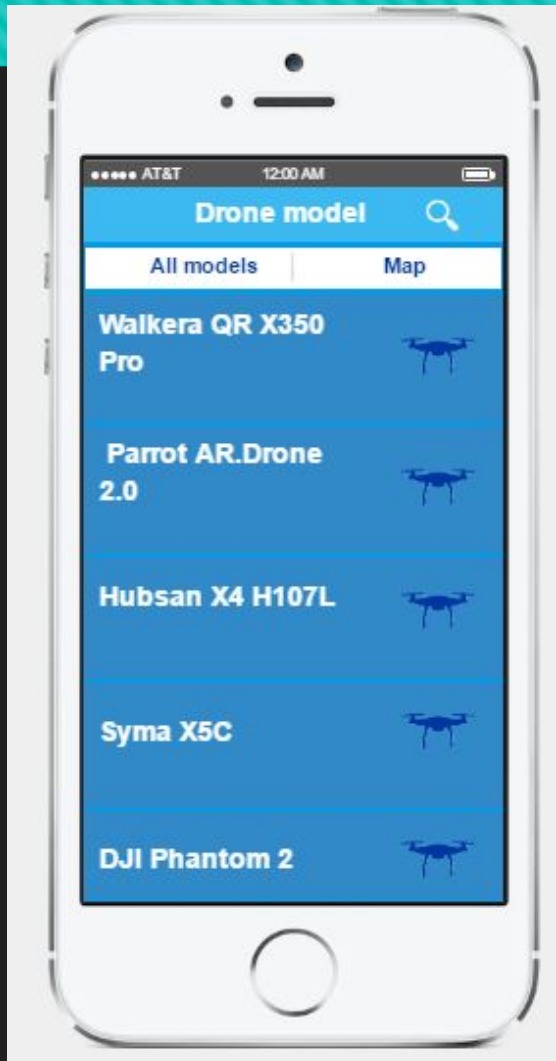 AT&T 12:00 AM
Drone model
All models Map
Walkera QR X350
Pro
Parrot AR.Drone
2.0
Hubsan X4 H107L
Syma X5C
DJI Phantom 2